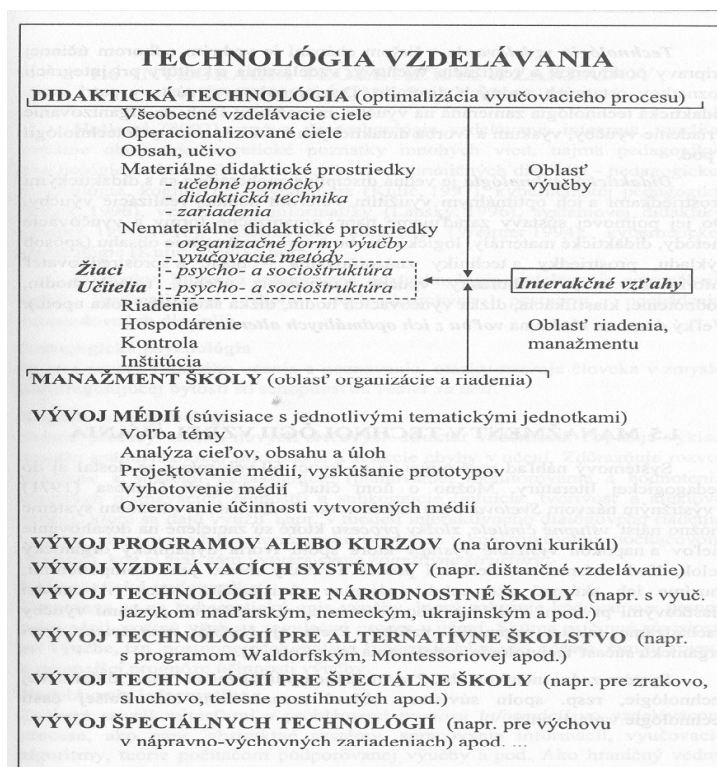 TECHNOLÓGIA VZDELÁVANIA
DIDAKTICKÁ TECHNOLÓGIA (optimalizácia vyučovacieho procesu)
Všeobecné vzdelávacie ciele
Operacionalizované ciele
Obsah, učivo
Materiálne didaktické prostriedky
- učebné pomôcky
- didaktická technika
- zariadenia
Oblasť
výučby
Nemateriálne didaktické prostriedky
- organizačné formy výučby
- vyučovacie metódy
Žiaci psycho- a socioštruktúra
Učitelia psycho- a socioštruktúra
Interakčné vzťahy
Riadenie
Hospodárenie
Kontrola
Inštitúcia
Oblasť riadenia,
manažmentu
MANAŽMENT ŠKOLY (oblasť organizácie a riadenia)
VÝVOJ MÉDIÍ (súvisiace s jednotlivými tematickými jednotkami)
Voľba témy
Analýza cieľov, obsahu a úloh
Projektovanie médií, vyskúšanie prototypov
Vyhotovenie médií
Overovanie účinnosti vytvorených médií
VÝVOJ PROGRAMOV ALEBO KURZOV (na úrovni kurikúl)
VÝVOJ VZDELÁVACÍCH SYSTÉMOV (napr. dištančné vzdelávanie)
VÝVOJ TECHNOLÓGIÍ PRE NÁRODNOSTNÉ ŠKOLY (napr. s vyuč.
jazykom maďarským, nemeckým, ukrajinským a pod.)
VÝVOJ TECHNOLÓGIÍ PRE ALTERNATÍVNE ŠKOLSTVO (napr.
s progr. Waldorfským, Montessoriovej apod.)
VÝVOJ TECHNOLÓGIÍ PRE ŠPECIÁLNE ŠKOLY (napr. pre zrakovo,
sluchovo, telesne postihnutých apod.)
VÝVOJ ŠPECIÁLNYCH TECHNOLÓGIÍ (napr. pre výchovu
v nápravno-výchovných zariadeniach) apod. ...